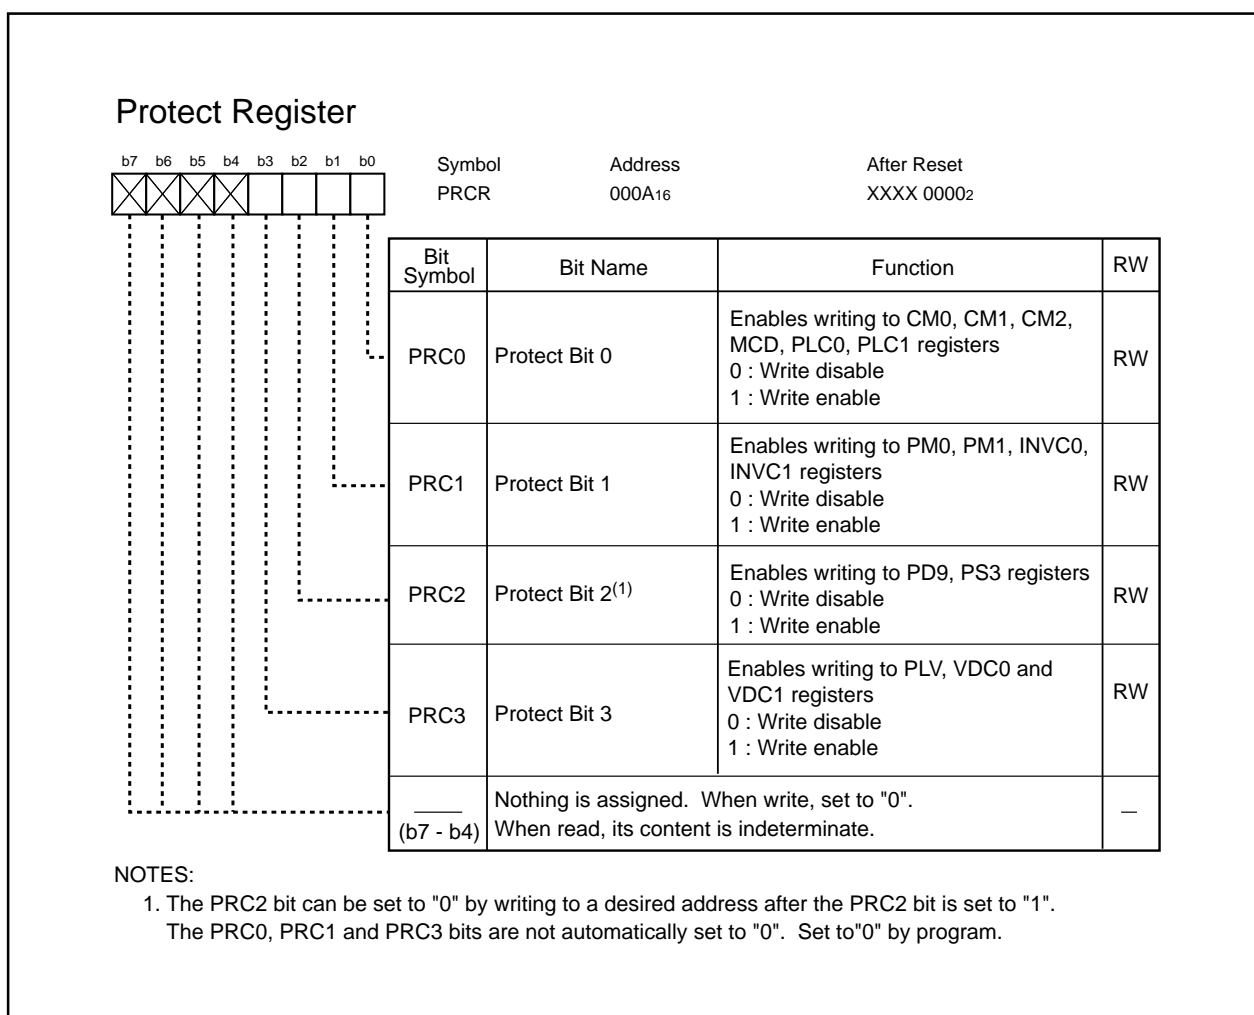 Protect Register
b7 b6 b5 b4 b3 b2 b1 b0
Symbol Address After Reset
PRCR 000A16 XXXX 00002
Bit Symbol Bit Name Function RW
PRC0 Protect Bit 0 RW
Enables writing to CM0, CM1, CM2,
MCD, PLC0, PLC1 registers
0 : Write disable
1 : Write enable
PRC1 Protect Bit 1 RW
Enables writing to PM0, PM1, INVC0,
INVC1 registers
0 : Write disable
1 : Write enable
PRC2 Protect Bit 2(1) RW
Enables writing to PD9, PS3 registers
0 : Write disable
1 : Write enable
PRC3 Protect Bit 3 RW
Enables writing to PLV, VDC0 and
VDC1 registers
0 : Write disable
1 : Write enable
(b7 - b4)
Nothing is assigned. When write, set to "0".
When read, its content is indeterminate.
—
NOTES:
1. The PRC2 bit can be set to "0" by writing to a desired address after the PRC2 bit is set to "1".
The PRC0, PRC1 and PRC3 bits are not automatically set to "0". Set to"0" by program.